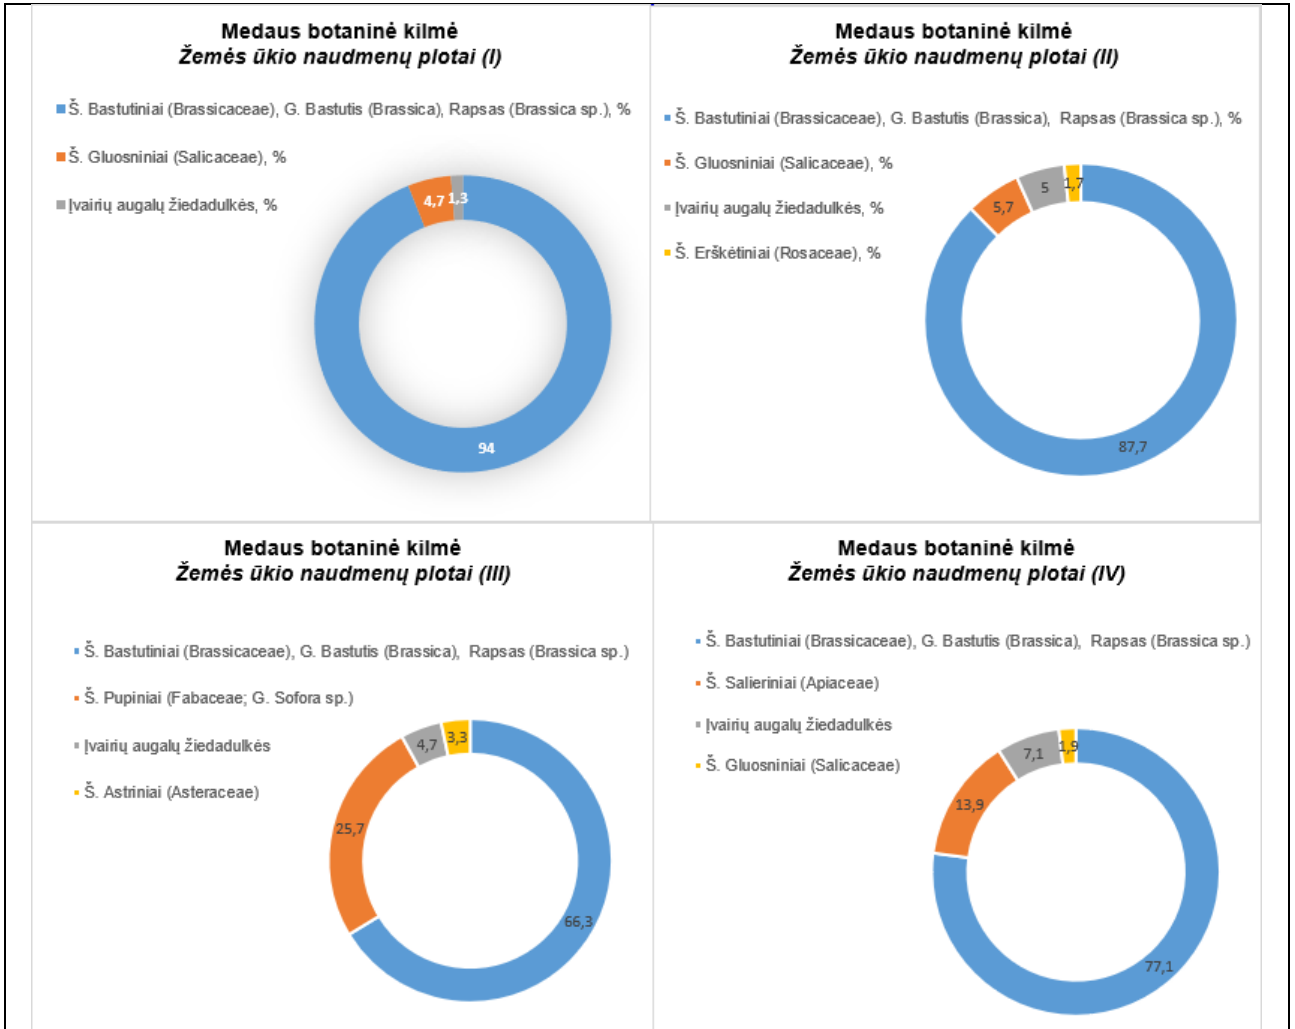 Medaus botaninė kilmė
Žemės ūkio naudmenų plotai (I)
Š. Bastutiniai (Brassicaceae), G. Bastutis (Brassica), Rapsas (Brassica sp.), %
Š. Gluosniniai (Salicaceae), %
Įvairių augalų žiedadulkės, %
4,7
1,3
94
Medaus botaninė kilmė
Žemės ūkio naudmenų plotai (II)
Š. Bastutiniai (Brassicaceae), G. Bastutis (Brassica), Rapsas (Brassica sp.), %
Š. Gluosniniai (Salicaceae), %
Įvairių augalų žiedadulkės, %
Š. Erškėtiniai (Rosaceae), %
5,7
5
1,7
87,7
Medaus botaninė kilmė
Žemės ūkio naudmenų plotai (III)
Š. Bastutiniai (Brassicaceae), G. Bastutis (Brassica), Rapsas (Brassica sp.)
Š. Pupiniai (Fabaceae; G. Sofora sp.)
Įvairių augalų žiedadulkės
Š. Astriniai (Asteraceae)
4,7
3,3
25,7
66,3
Medaus botaninė kilmė
Žemės ūkio naudmenų plotai (IV)
Š. Bastutiniai (Brassicaceae), G. Bastutis (Brassica), Rapsas (Brassica sp.)
Š. Salieriniai (Apiaceae)
Įvairių augalų žiedadulkės
Š. Gluosniniai (Salicaceae)
7,1
1,9
13,9
77,1